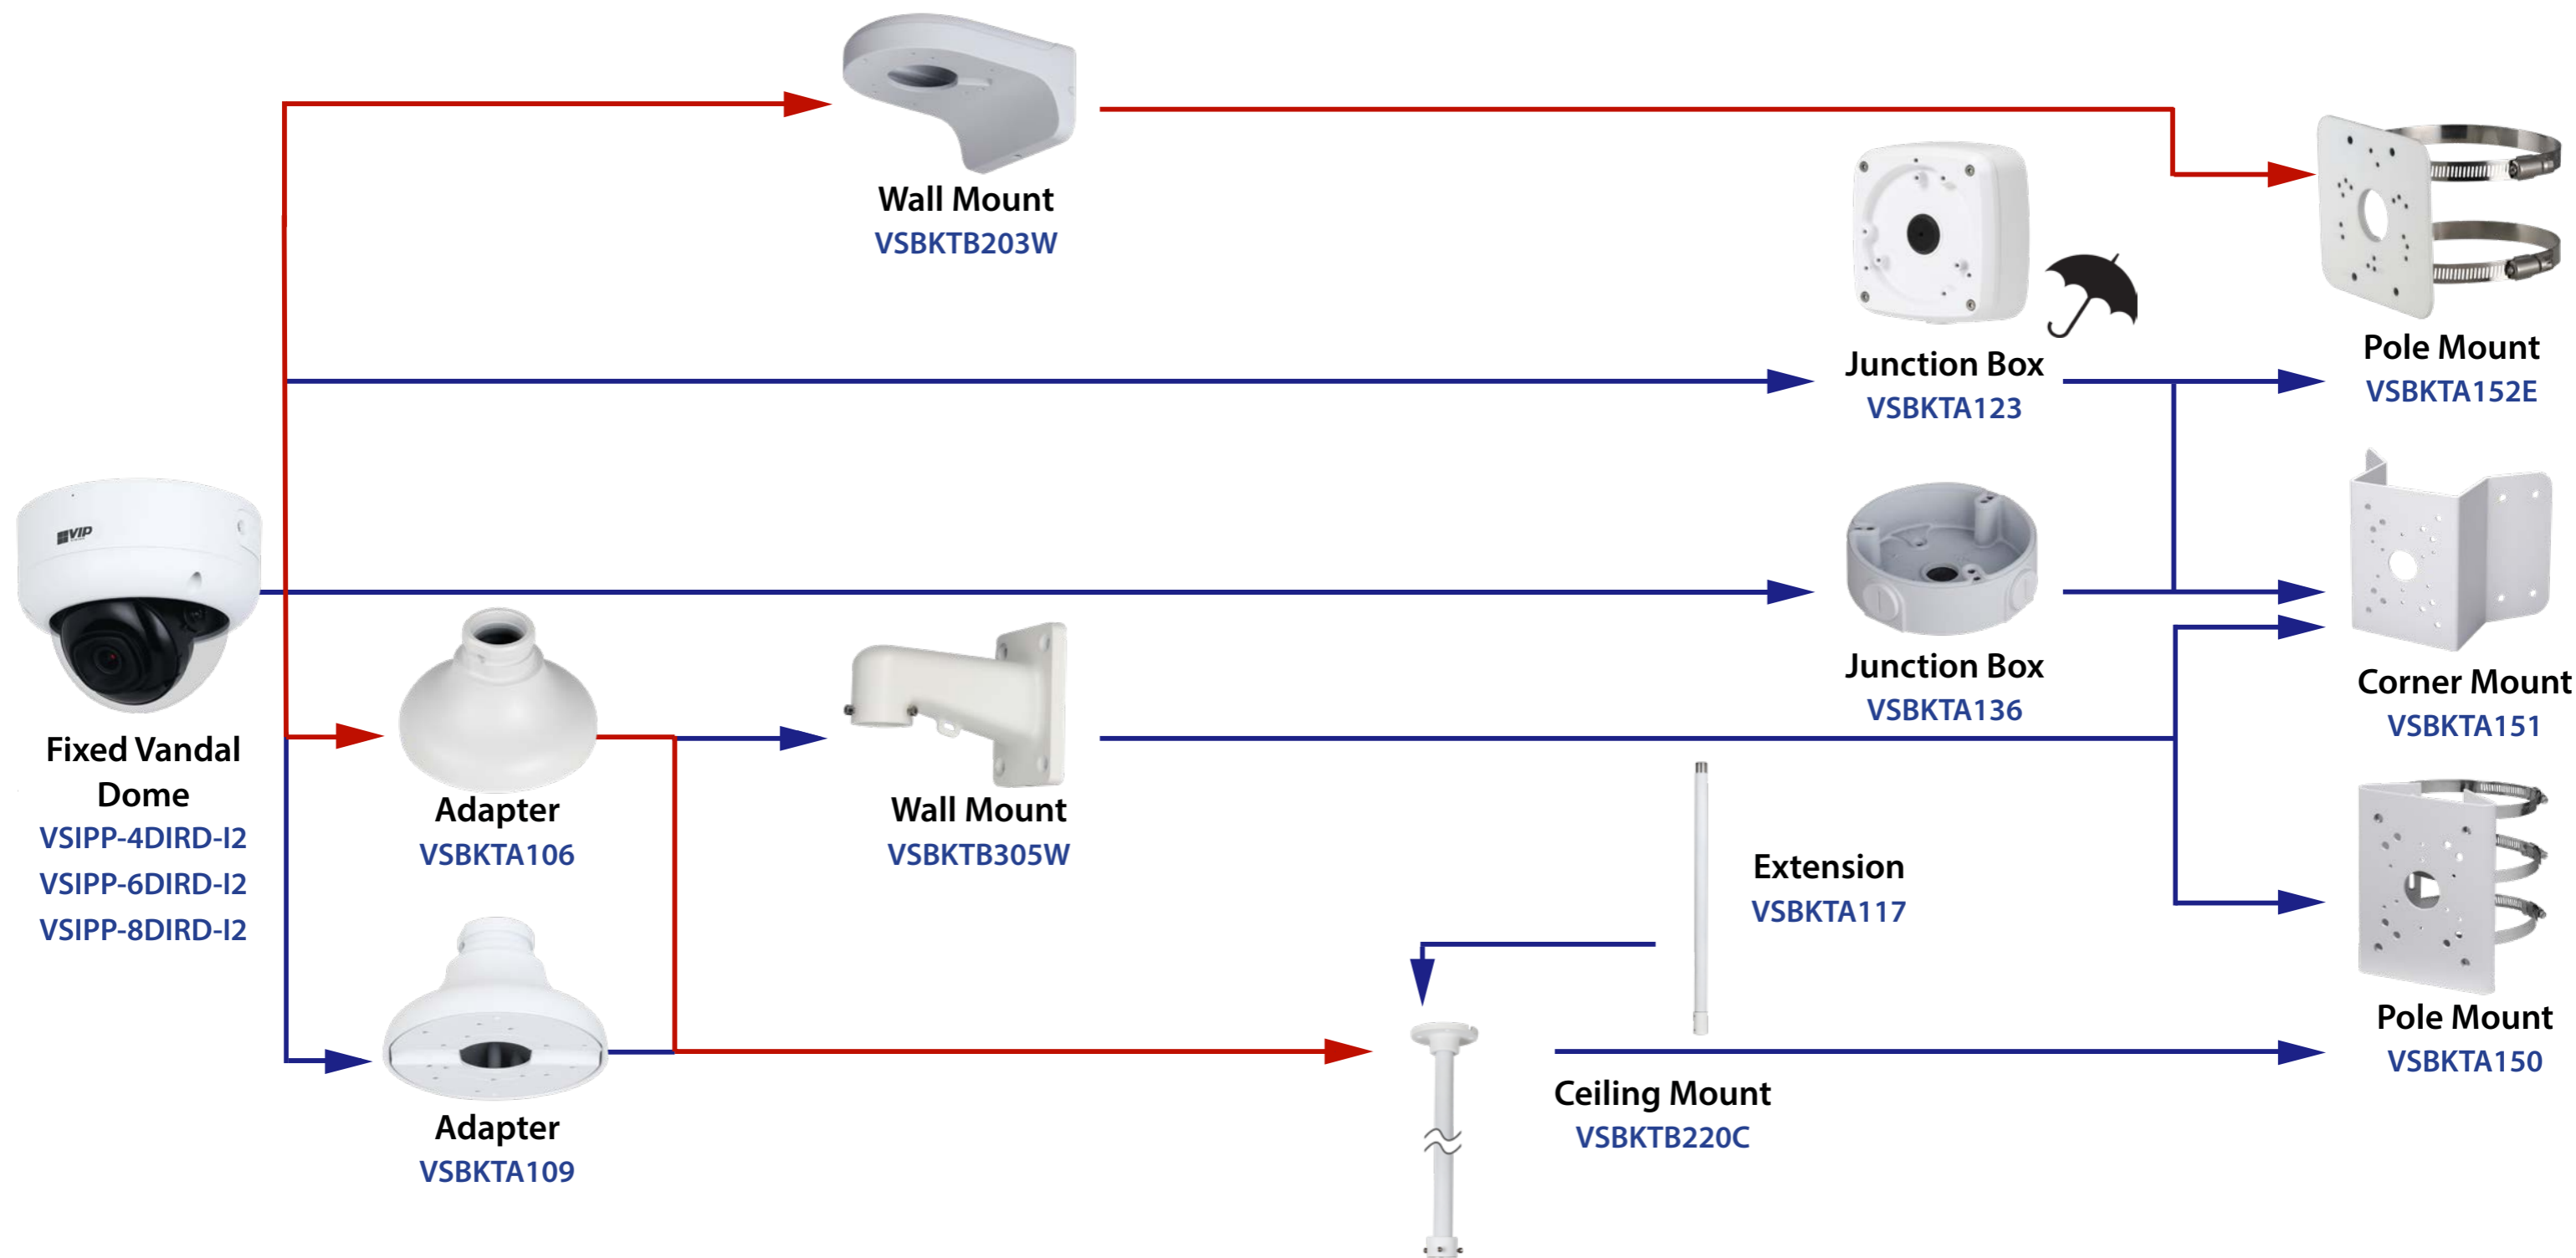 Wall Mount
VSBKTB203W
Junction Box
VSBKTA123
Pole Mount
VSBKTA152E
VIP
Fixed Vandal
Dome
VSIPP-4DIRD-I2
VSIPP-6DIRD-I2
VSIPP-8DIRD-I2
Adapter
VSBKTA106
Wall Mount
VSBKTB305W
Junction Box
VSBKTA136
Corner Mount
VSBKTA151
Extension
VSBKTA117
Adapter
VSBKTA109
Ceiling Mount
VSBKTB220C
Pole Mount
VSBKTA150